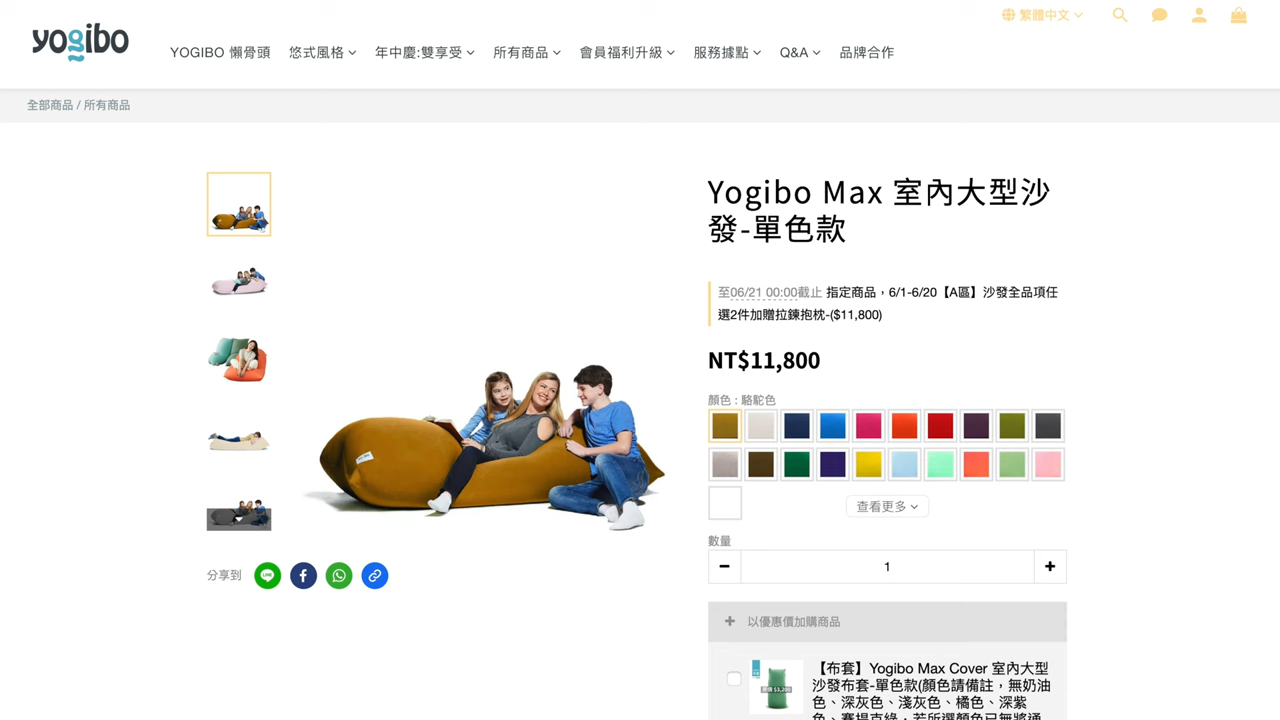 繁體中文
yogibo
YOGIBO 懶骨頭 悠式風格 年中慶:雙享受 所有商品 會員福利升級 服務據點 Q&A 品牌合作
全部商品 / 所有商品
Yogibo Max 室內大型沙
發-單色款
至06/21 00:00截止 指定商品，6/1-6/20【A區】沙發全品項任
選2件加贈拉鍊抱枕-($11,800)
NT$11,800
顏色 : 駱駝色
查看更多
數量
1
分享到
以優惠價加購商品
【布套】Yogibo Max Cover 室內大型
沙發布套-單色款(顏色請備註，無奶油
色、深灰色、淺灰色、橘色、深紫